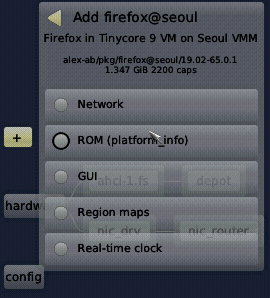 Add firefox@seoul
Firefox in Tinycore 9 VM on Seoul VMM
alex-ab/pkg/firefox@seoul/19.02-65.0.1
1.347 GiB 2200 caps
Network
+
ROM (platform_info)
GUI
ahci-1.fs
depot
hardw
Region maps
nic_drv
nic_router
Real-time clock
config